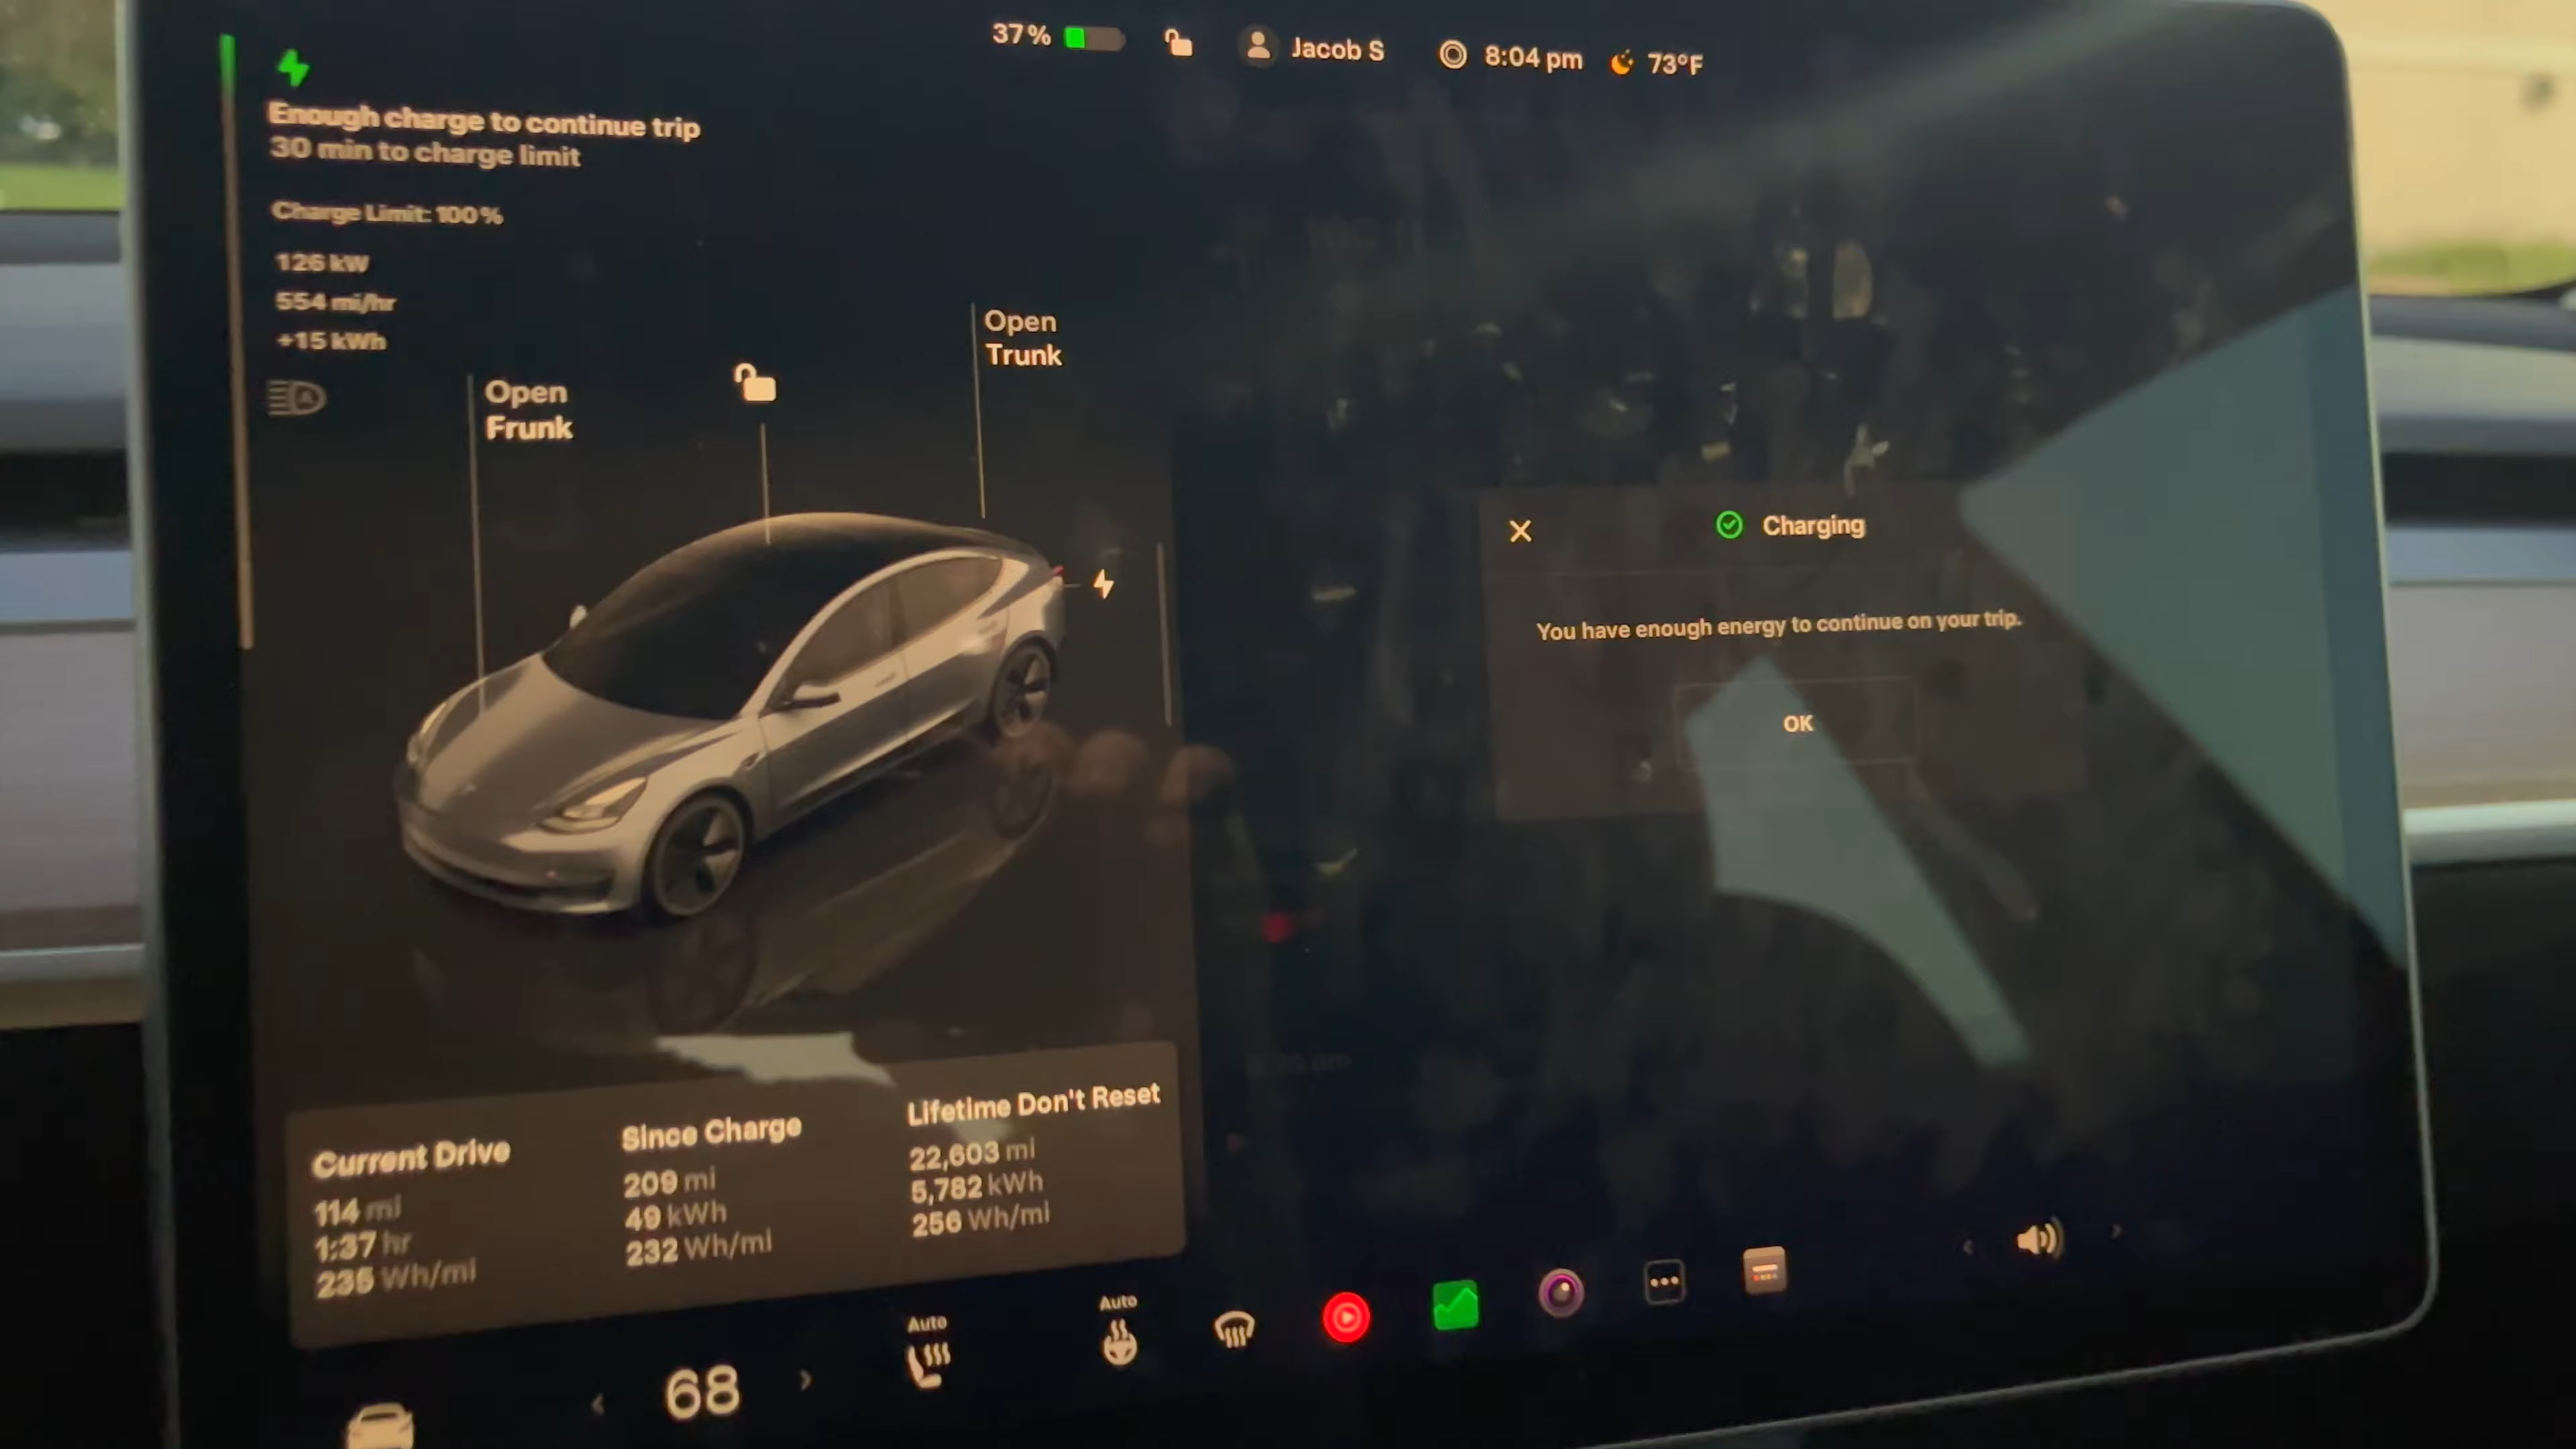 37%
Jacob S
8:04 pm
73°F
Enough charge to continue trip
30 min to charge limit
Charge Limit: 100%
126 kW
554 mi/hr
+15 kWh
A
Open
Frunk
Open
Trunk
Charging
You have enough energy to continue on your trip.
OK
Current Drive
114 mi
1:37 hr
235 Wh/mi
Since Charge
209 mi
49 kWh
232 Wh/mi
Lifetime Don't Reset
22,603 mi
5,782 kWh
256 Wh/mi
68
Auto
Auto